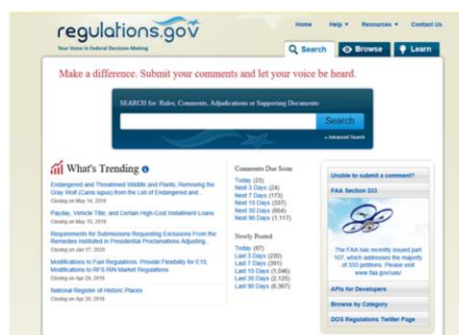 regulations.gov
Your Voice in Federal Decision-Making
Home Help Resources Contact Us
Search Browse Learn
Make a difference. Submit your comments and let your voice be heard.
SEARCH for: Rules, Comments, Adjudications or Supporting Documents:
Search
Advanced Search
What's Trending
Endangered and Threatened Wildlife and Plants; Removing the
Gray Wolf (Canis lupus) from the List of Endangered and...
Closing on May 14, 2019
Payday, Vehicle Title, and Certain High-Cost Installment Loans
Closing on May 15, 2019
Requirements for Submissions Requesting Exclusions From the
Remedies Instituted in Presidential Proclamations Adjusting...
Closing on Jan 17, 2020
Modifications to Fuel Regulations: Provide Flexibility for E15;
Modifications to RFS RIN Market Regulations
Closing on Apr 29, 2019
National Register of Historic Places
Closing on Apr 30, 2019
Comments Due Soon
Today (23)
Next 3 Days (24)
Next 7 Days (173)
Next 15 Days (337)
Next 30 Days (664)
Next 90 Days (1,117)
Newly Posted
Today (87)
Last 3 Days (230)
Last 7 Days (391)
Last 15 Days (1,046)
Last 30 Days (2,125)
Last 90 Days (6,367)
Unable to submit a comment?
FAA Section 333
The FAA has recently issued part
107, which addresses the majority
of 333 petitions. Please visit
www.faa.gov/uas/
APIs for Developers
Browse by Category
DDS Regulations Twitter Page